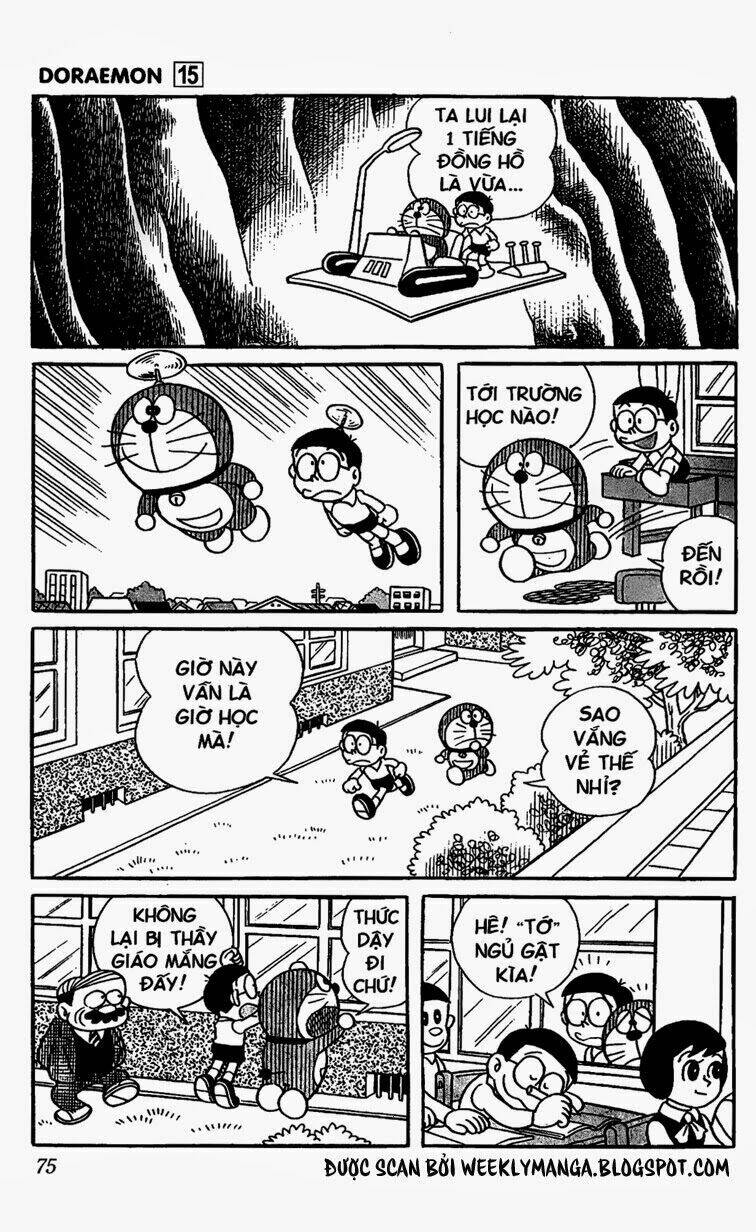 DORAEMON 15
TA LUI LẠI
1 TIẾNG
ĐỒNG HỒ
LÀ VỪA...
TỚI TRƯỜNG
HỌC NÀO!
ĐẾN
RỒI!
GIỜ NÀY
VẪN LÀ
GIỜ HỌC
MÀ!
SAO
VẮNG
VẺ THẾ
NHỈ?
KHÔNG
LẠI BỊ THẦY
GIÁO MẮNG
ĐẤY!
THỨC
DẬY
ĐI
CHỨ!
HÊ! "TỚ"
NGỦ GẬT
KÌA!
75
ĐƯỢC SCAN BỞI WEEKLYMANGA.BLOGSPOT.COM